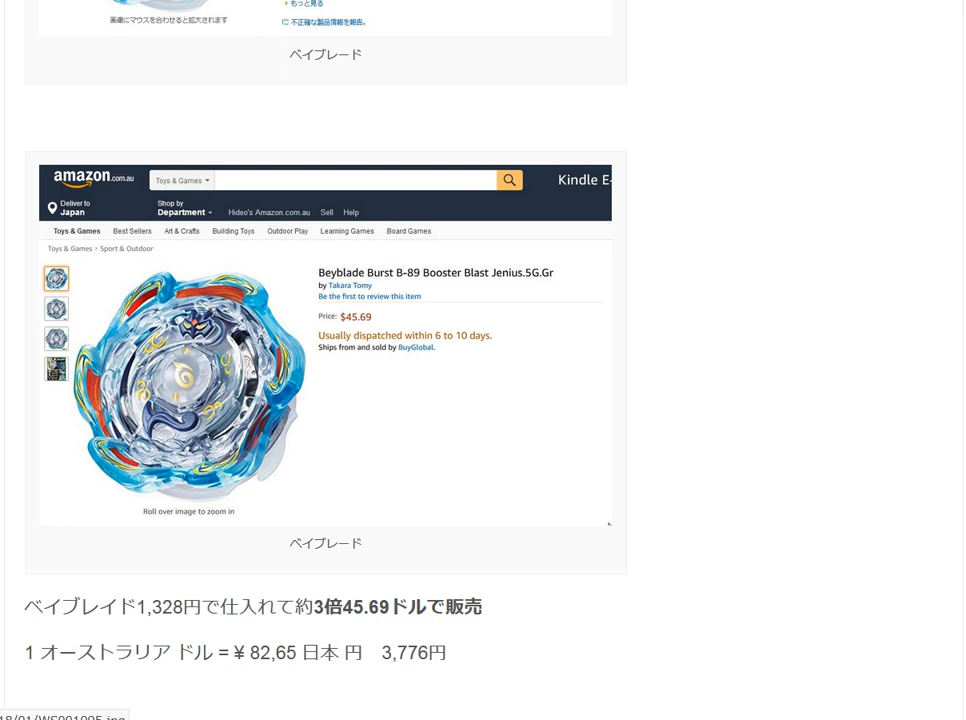 画像にマウスを合わせると拡大されます
もっと見る
不正確な製品情報を報告。
ベイブレード
amazon.com.au
Toys & Games
Kindle E-
Deliver to
Japan
Shop by
Department
Hideo's Amazon.com.au Sell Help
Toys & Games Best Sellers Art & Crafts Building Toys Outdoor Play Learning Games Board Games
Toys & Games › Sport & Outdoor
Beyblade Burst B-89 Booster Blast Jenius.5G.Gr
by Takara Tomy
Be the first to review this item
Price: $45.69
Usually dispatched within 6 to 10 days.
Ships from and sold by BuyGlobal.
Roll over image to zoom in
ベイブレード
ベイブレイド1,328円で仕入れて約3倍45.69ドルで販売
1 オーストラリア ドル = ¥ 82,65 日本 円 3,776円